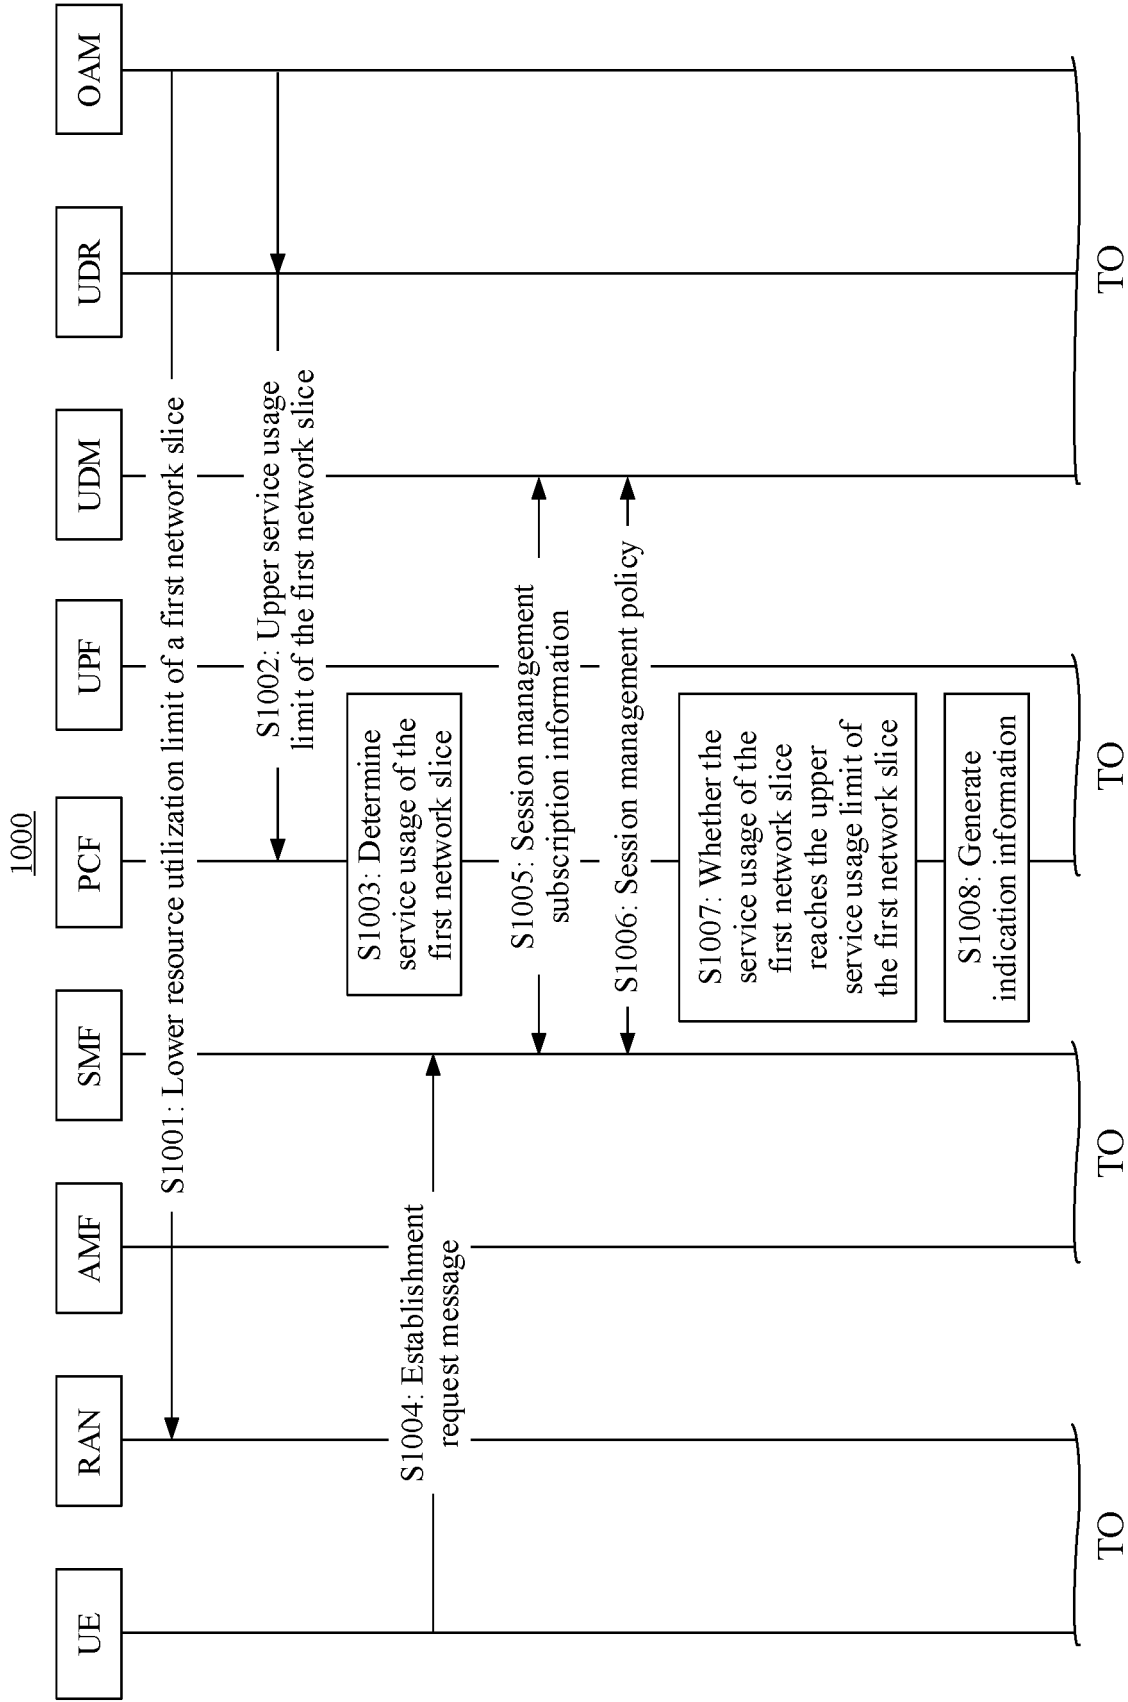 1000
UE
RAN
AMF
SMF
PCF
UPF
UDM
UDR
OAM
S1001: Lower resource utilization limit of a first network slice
S1002: Upper service usage
limit of the first network slice
S1003: Determine
service usage of the
first network slice
S1004: Establishment
request message
S1005: Session management
subscription information
S1006: Session management policy
S1007: Whether the
service usage of the
first network slice
reaches the upper
service usage limit of
the first network slice
S1008: Generate
indication information
TO
TO
TO
TO